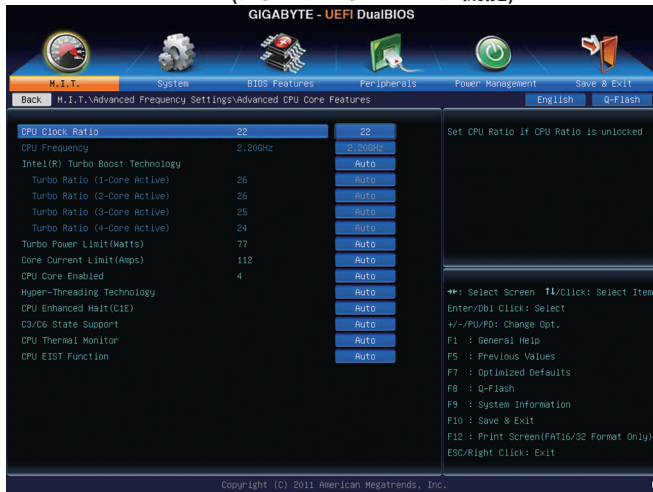 GIGABYTE - UEFI DualBIOS
M.I.T. System BIOS Features Peripherals Power Management Save & Exit
Back M.I.T.\Advanced Frequency Settings\Advanced CPU Core Features English Q-Flash
CPU Clock Ratio 22 22
CPU Frequency 2.20GHz 2.20GHz
Intel(R) Turbo Boost Technology Auto
Turbo Ratio (1-Core Active) 26 Auto
Turbo Ratio (2-Core Active) 26 Auto
Turbo Ratio (3-Core Active) 25 Auto
Turbo Ratio (4-Core Active) 24 Auto
Turbo Power Limit(Watts) 77 Auto
Core Current Limit(Amps) 112 Auto
CPU Core Enabled 4 Auto
Hyper-Threading Technology Auto
CPU Enhanced Halt(C1E) Auto
C3/C6 State Support Auto
CPU Thermal Monitor Auto
CPU EIST Function Auto
Set CPU Ratio if CPU Ratio is unlocked
→←: Select Screen ↑↓/Click: Select Item
Enter/Dbl Click: Select
+/-/PU/PD: Change Opt.
F1 : General Help
F5 : Previous Values
F7 : Optimized Defaults
F8 : Q-Flash
F9 : System Information
F10 : Save & Exit
F12 : Print Screen(FAT16/32 Format Only)
ESC/Right Click: Exit
Copyright (C) 2011 American Megatrends, Inc.